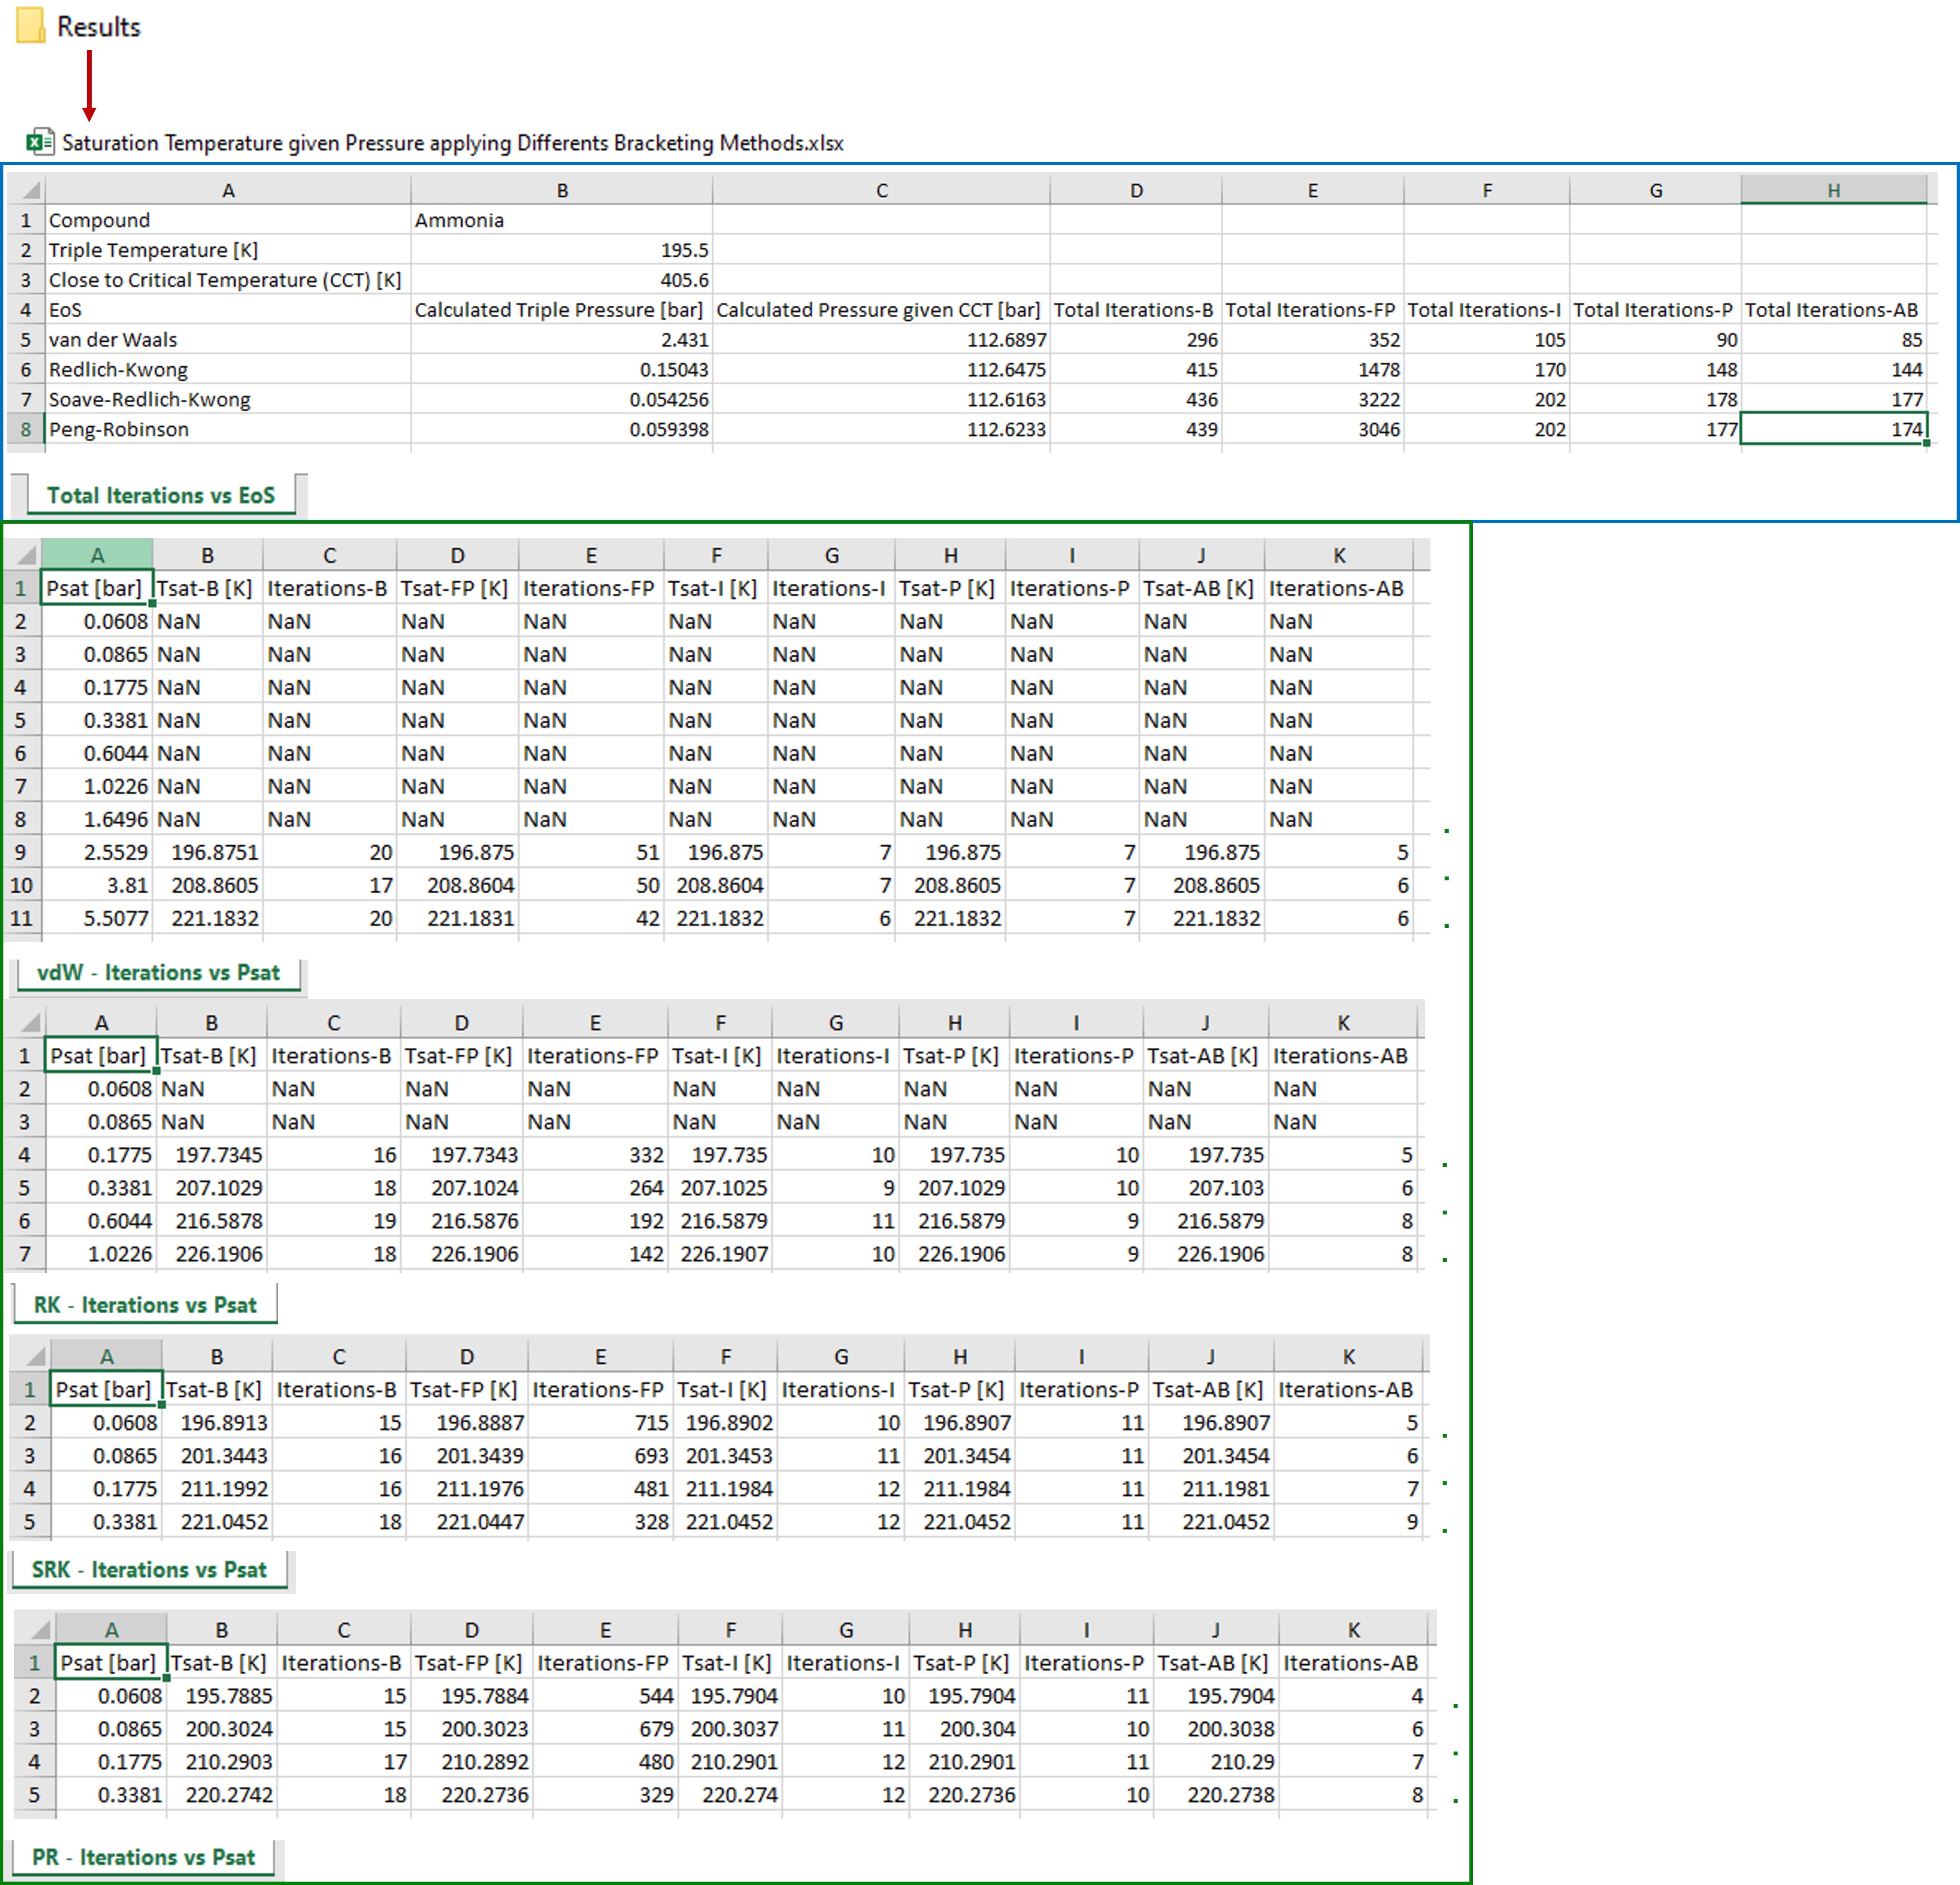 Results
Saturation Temperature given Pressure applying Differents Bracketing Methods.xlsx
A B C D E F G H
1 Compound Ammonia
2 Triple Temperature [K] 195.5
3 Close to Critical Temperature (CCT) [K] 405.6
4 EoS Calculated Triple Pressure [bar] Calculated Pressure given CCT [bar] Total Iterations-B Total Iterations-FP Total Iterations-I Total Iterations-P Total Iterations-AB
5 van der Waals 2.431 112.6897 296 352 105 90 85
6 Redlich-Kwong 0.15043 112.6475 415 1478 170 148 144
7 Soave-Redlich-Kwong 0.054256 112.6163 436 3222 202 178 177
8 Peng-Robinson 0.059398 112.6233 439 3046 202 177 174
Total Iterations vs EoS
A B C D E F G H I J K
1 Psat [bar] Tsat-B [K] Iterations-B Tsat-FP [K] Iterations-FP Tsat-I [K] Iterations-I Tsat-P [K] Iterations-P Tsat-AB [K] Iterations-AB
2 0.0608 NaN NaN NaN NaN NaN NaN NaN NaN NaN NaN
3 0.0865 NaN NaN NaN NaN NaN NaN NaN NaN NaN NaN
4 0.1775 NaN NaN NaN NaN NaN NaN NaN NaN NaN NaN
5 0.3381 NaN NaN NaN NaN NaN NaN NaN NaN NaN NaN
6 0.6044 NaN NaN NaN NaN NaN NaN NaN NaN NaN NaN
7 1.0226 NaN NaN NaN NaN NaN NaN NaN NaN NaN NaN
8 1.6496 NaN NaN NaN NaN NaN NaN NaN NaN NaN NaN
9 2.5529 196.8751 20 196.875 51 196.875 7 196.875 7 196.875 5
10 3.81 208.8605 17 208.8604 50 208.8604 7 208.8605 7 208.8605 6
11 5.5077 221.1832 20 221.1831 42 221.1832 6 221.1832 7 221.1832 6
vdW - Iterations vs Psat
A B C D E F G H I J K
1 Psat [bar] Tsat-B [K] Iterations-B Tsat-FP [K] Iterations-FP Tsat-I [K] Iterations-I Tsat-P [K] Iterations-P Tsat-AB [K] Iterations-AB
2 0.0608 NaN NaN NaN NaN NaN NaN NaN NaN NaN NaN
3 0.0865 NaN NaN NaN NaN NaN NaN NaN NaN NaN NaN
4 0.1775 197.7345 16 197.7343 332 197.735 10 197.735 10 197.735 5
5 0.3381 207.1029 18 207.1024 264 207.1025 9 207.1029 10 207.103 6
6 0.6044 216.5878 19 216.5876 192 216.5879 11 216.5879 9 216.5879 8
7 1.0226 226.1906 18 226.1906 142 226.1907 10 226.1906 9 226.1906 8
RK - Iterations vs Psat
A B C D E F G H I J K
1 Psat [bar] Tsat-B [K] Iterations-B Tsat-FP [K] Iterations-FP Tsat-I [K] Iterations-I Tsat-P [K] Iterations-P Tsat-AB [K] Iterations-AB
2 0.0608 196.8913 15 196.8887 715 196.8902 10 196.8907 11 196.8907 5
3 0.0865 201.3443 16 201.3439 693 201.3453 11 201.3454 11 201.3454 6
4 0.1775 211.1992 16 211.1976 481 211.1984 12 211.1984 11 211.1981 7
5 0.3381 221.0452 18 221.0447 328 221.0452 12 221.0452 11 221.0452 9
SRK - Iterations vs Psat
A B C D E F G H I J K
1 Psat [bar] Tsat-B [K] Iterations-B Tsat-FP [K] Iterations-FP Tsat-I [K] Iterations-I Tsat-P [K] Iterations-P Tsat-AB [K] Iterations-AB
2 0.0608 195.7885 15 195.7884 544 195.7904 10 195.7904 11 195.7904 4
3 0.0865 200.3024 15 200.3023 679 200.3037 11 200.304 10 200.3038 6
4 0.1775 210.2903 17 210.2892 480 210.2901 12 210.2901 11 210.29 7
5 0.3381 220.2742 18 220.2736 329 220.274 12 220.2736 10 220.2738 8
PR - Iterations vs Psat